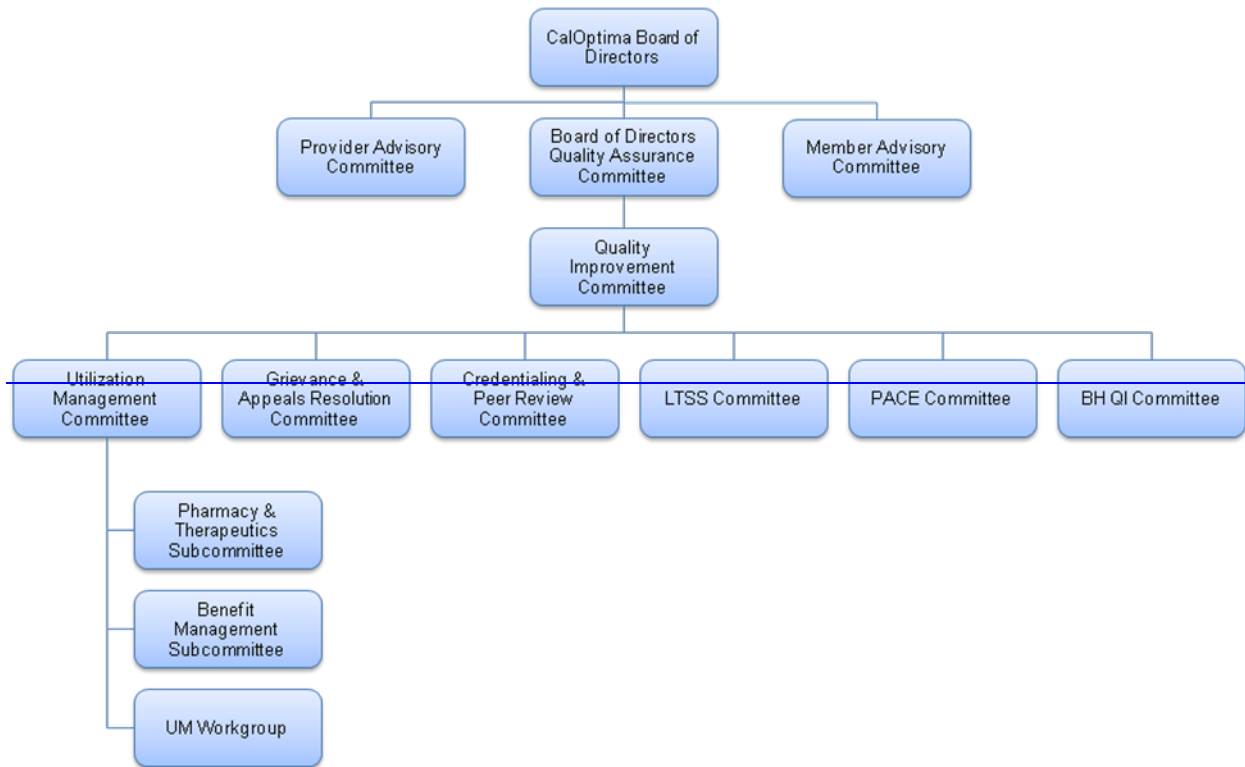 CalOptima Board of
Directors
Provider Advisory
Committee
Board of Directors
Quality Assurance
Committee
Member Advisory
Committee
Quality
Improvement
Committee
Utilization
Management
Committee
Grievance &
Appeals Resolution
Committee
Credentialing &
Peer Review
Committee
LTSS Committee
PACE Committee
BH QI Committee
Pharmacy &
Therapeutics
Subcommittee
Benefit
Management
Subcommittee
UM Workgroup